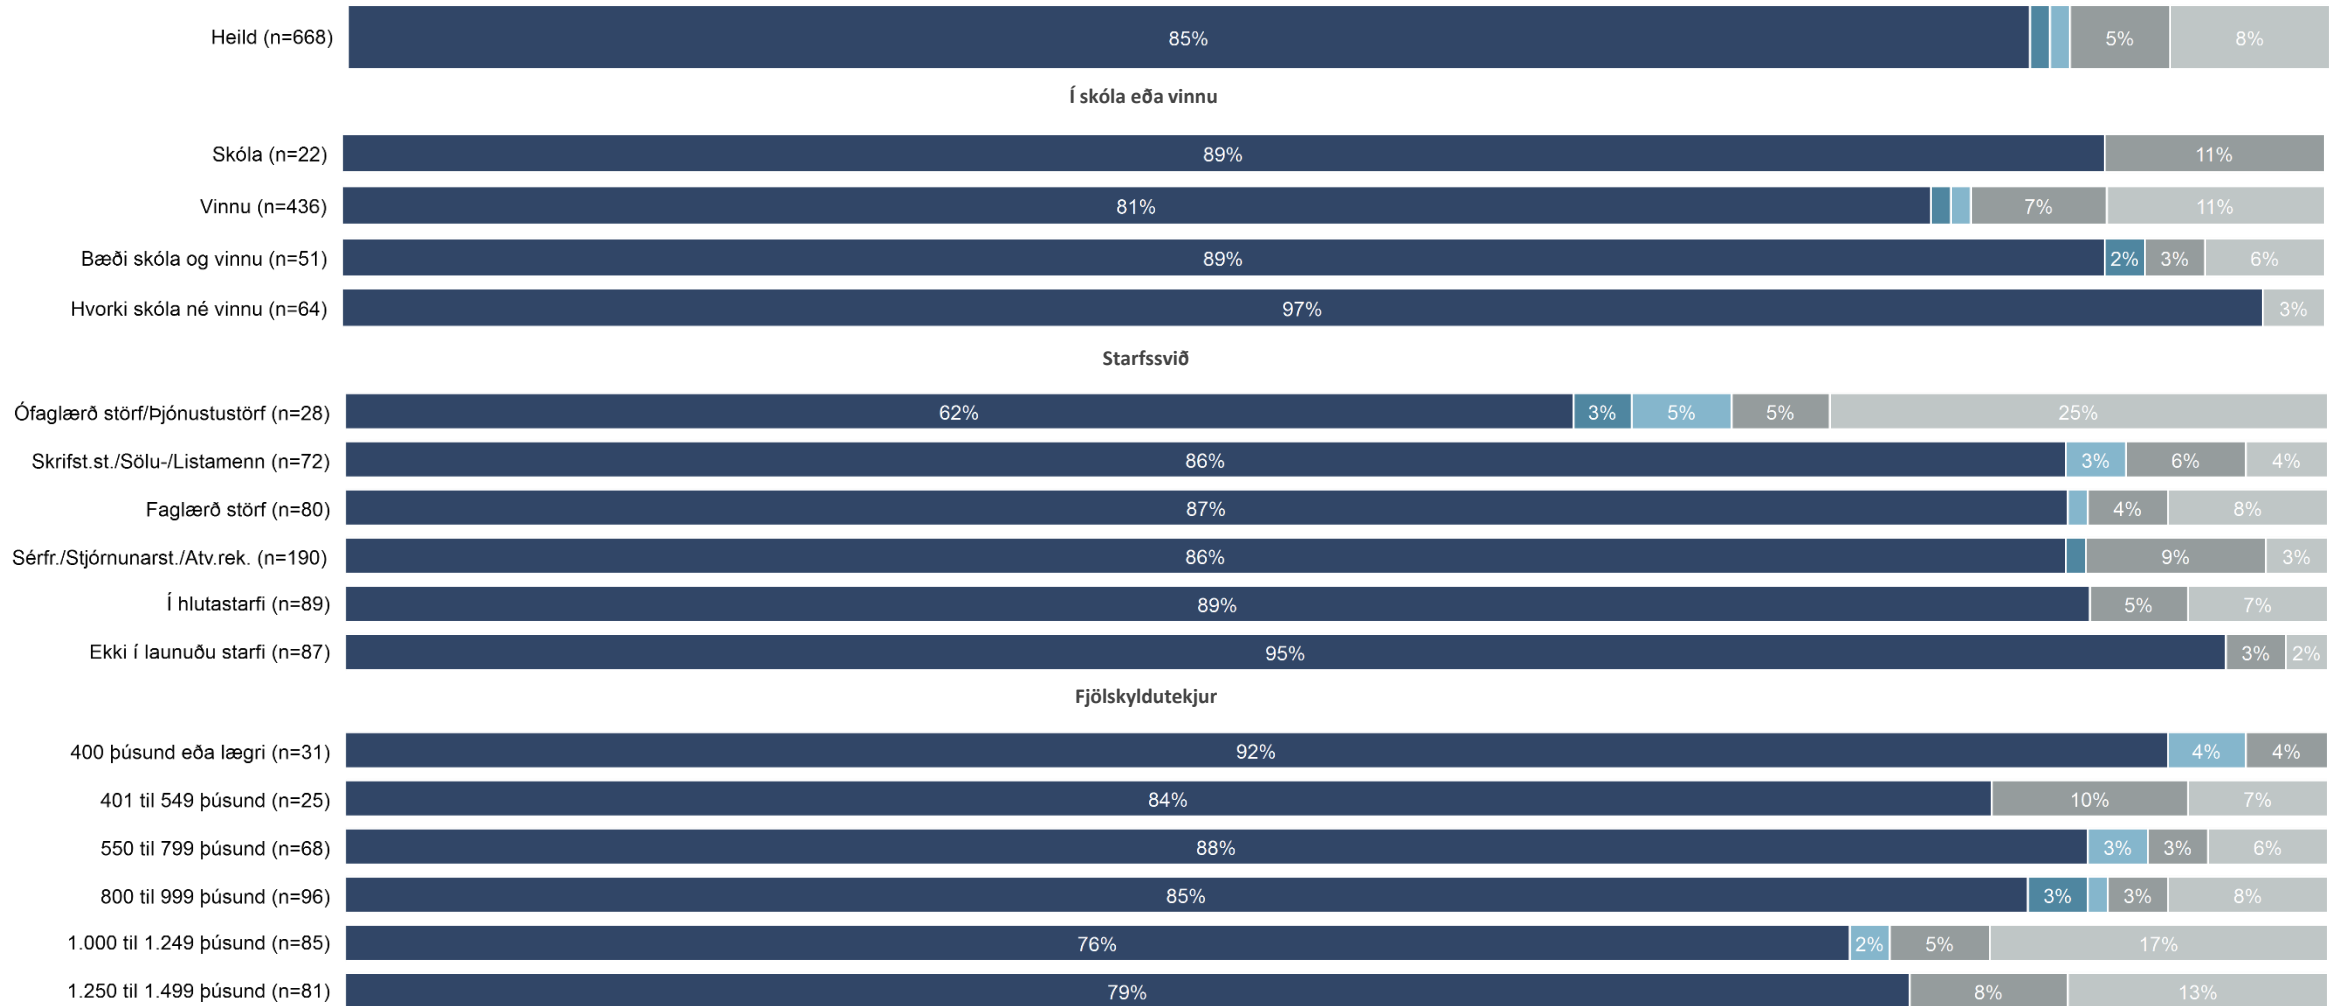 Heild (n=668) 85% 5% 8%
Í skóla eða vinnu
Skóla (n=22) 89% 11%
Vinnu (n=436) 81% 7% 11%
Bæði skóla og vinnu (n=51) 89% 2% 3% 6%
Hvorki skóla né vinnu (n=64) 97% 3%
Starfssvið
Ófaglærð störf/Þjónustustörf (n=28) 62% 3% 5% 5% 25%
Skrifst.st./Sölu-/Listamenn (n=72) 86% 3% 6% 4%
Faglærð störf (n=80) 87% 4% 8%
Sérfr./Stjórnunarst./Atv.rek. (n=190) 86% 9% 3%
Í hlutastarfi (n=89) 89% 5% 7%
Ekki í launuðu starfi (n=87) 95% 3% 2%
Fjölskyldutekjur
400 þúsund eða lægri (n=31) 92% 4% 4%
401 til 549 þúsund (n=25) 84% 10% 7%
550 til 799 þúsund (n=68) 88% 3% 3% 6%
800 til 999 þúsund (n=96) 85% 3% 3% 8%
1.000 til 1.249 þúsund (n=85) 76% 2% 5% 17%
1.250 til 1.499 þúsund (n=81) 79% 8% 13%